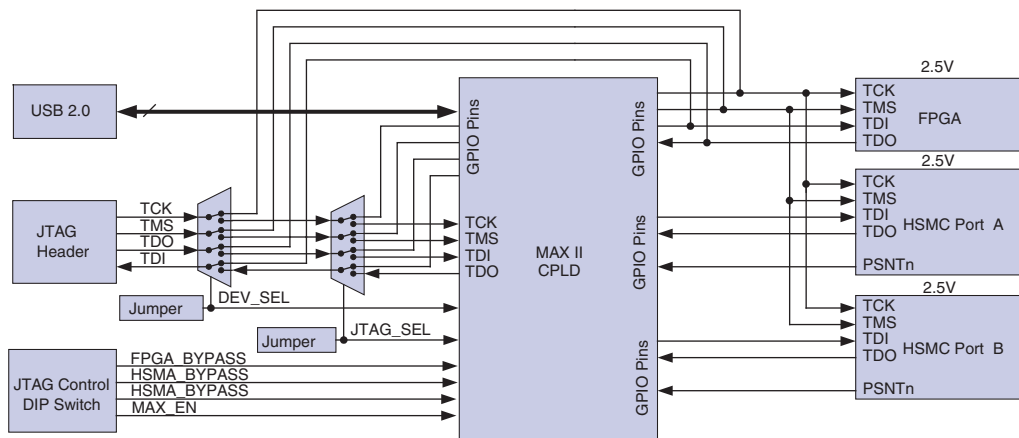 USB 2.0
JTAG
Header
TCK
TMS
TDO
TDI
Jumper
DEV_SEL
Jumper
JTAG_SEL
JTAG Control
DIP Switch
FPGA_BYPASS
HSMA_BYPASS
HSMA_BYPASS
MAX_EN
GPIO Pins
TCK
TMS
TDI
TDO
MAX II
CPLD
GPIO Pins
GPIO Pins
2.5V
TCK
TMS
TDI
TDO
FPGA
2.5V
TCK
TMS
TDI
TDO
PSNTn
HSMC Port A
2.5V
TCK
TMS
TDI
TDO
PSNTn
HSMC Port B